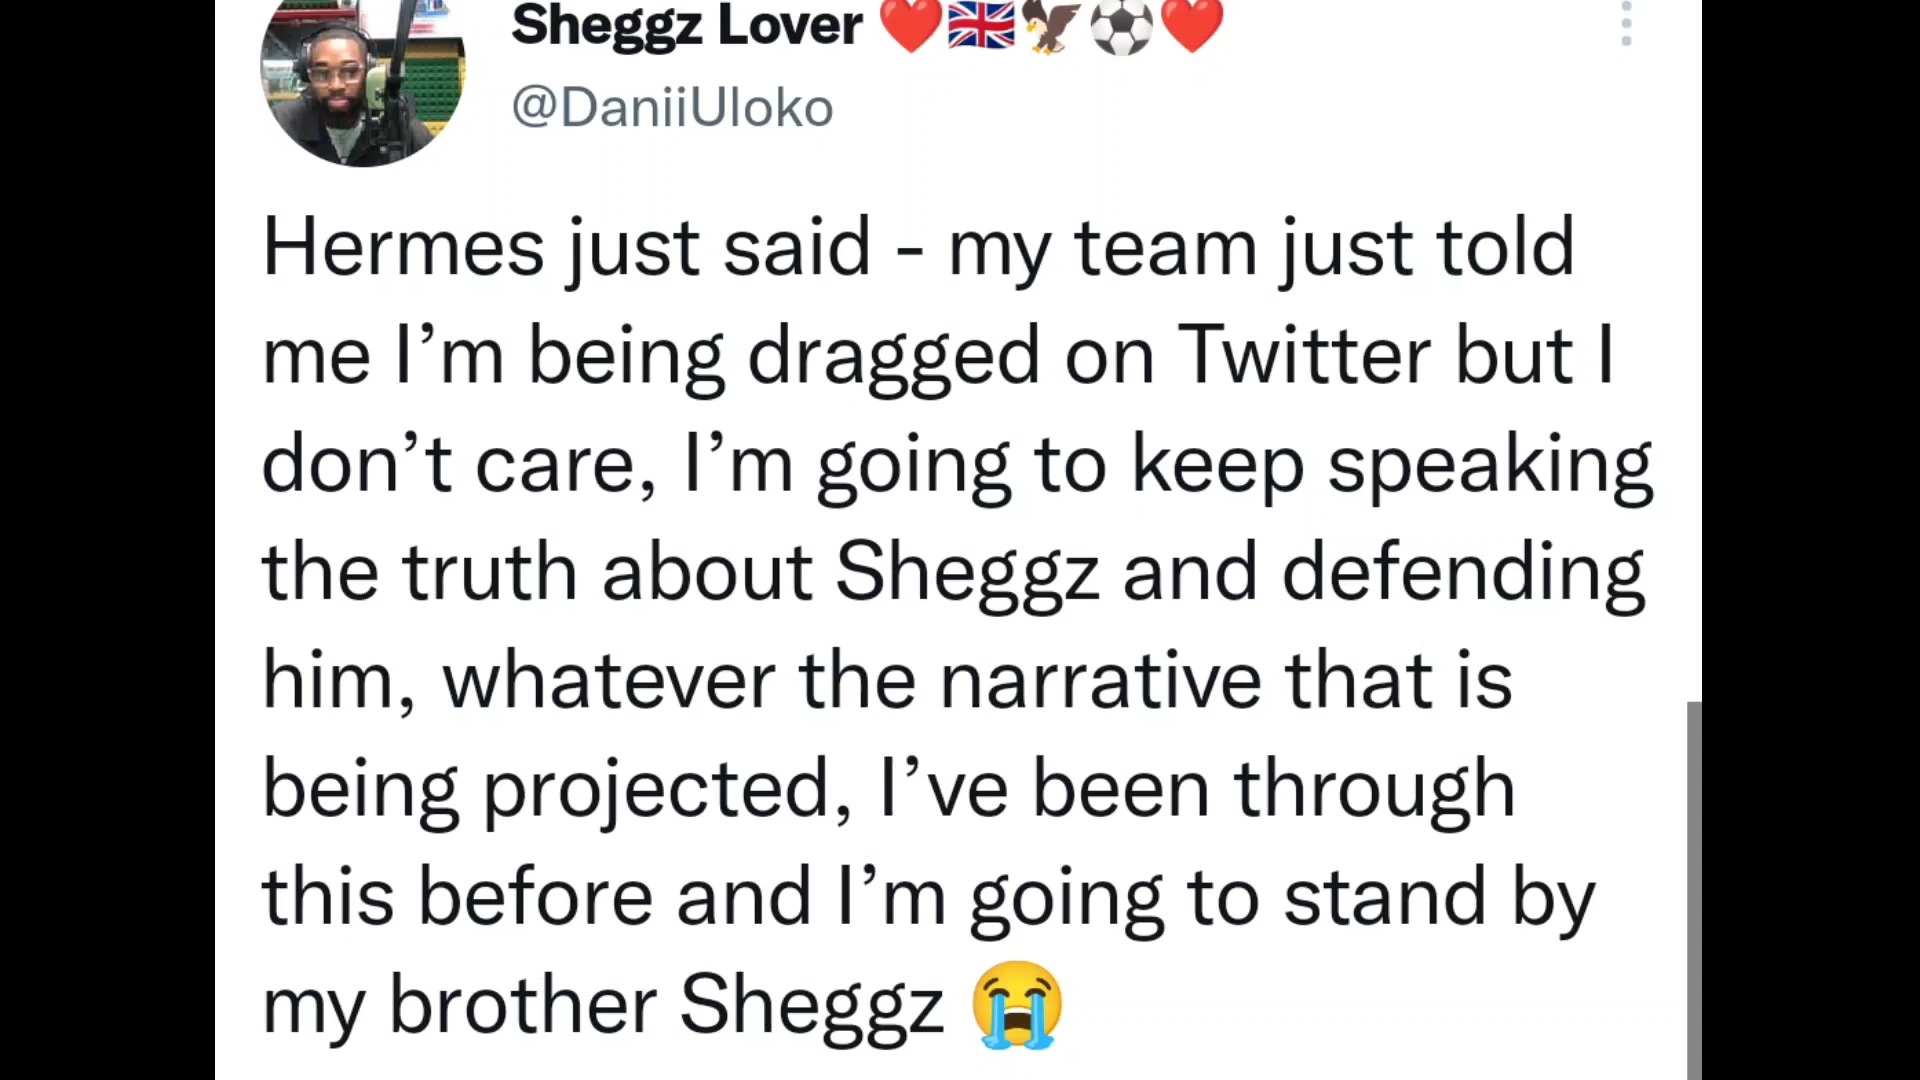 Sheggz Lover ❤️🇬🇧🦅⚽❤️
@DaniiUloko
Hermes just said - my team just told
me I’m being dragged on Twitter but I
don’t care, I’m going to keep speaking
the truth about Sheggz and defending
him, whatever the narrative that is
being projected, I’ve been through
this before and I’m going to stand by
my brother Sheggz 😭